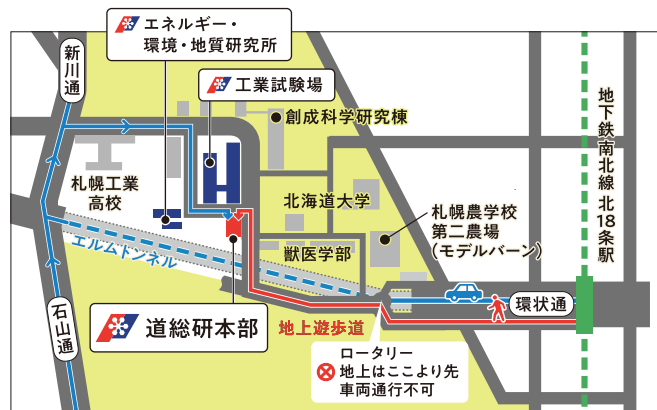 エネルギー・
環境・地質研究所
新川通
工業試験場
創成科学研究棟
地下鉄南北線 北18条駅
札幌工業
高校
北海道大学
札幌農学校
第二農場
(モデルバーン)
獣医学部
エルムトンネル
石山通
道総研本部
地上遊歩道
環状通
ロータリー
地上はここより先
車両通行不可